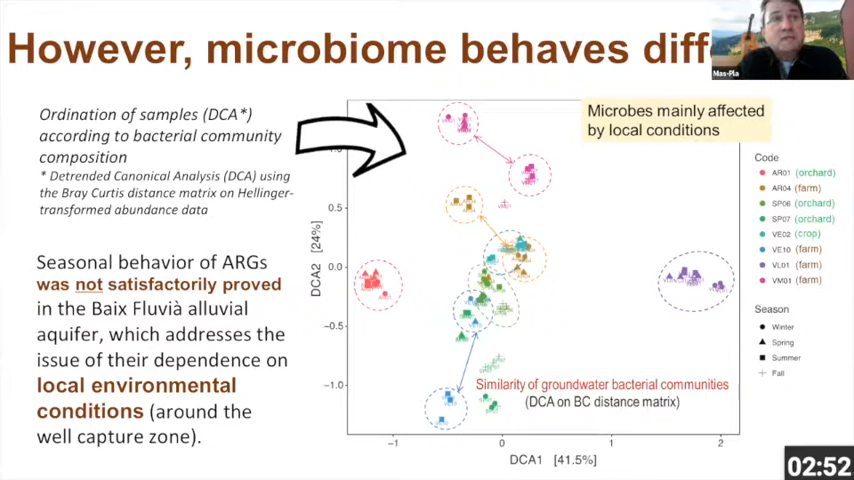 However, microbiome behaves diff
Mas-Pla
Ordination of samples (DCA*)
according to bacterial community
composition
* Detrended Canonical Analysis (DCA) using
the Bray Curtis distance matrix on Hellinger-
transformed abundance data
Seasonal behavior of ARGs
was not satisfactorily proved
in the Baix Fluvià alluvial
aquifer, which addresses the
issue of their dependence on
local environmental
conditions (around the
well capture zone).
Microbes mainly affected
by local conditions
DCA2 [24%]
0.5
0.0
−0.5
−1.0
Similarity of groundwater bacterial communities
(DCA on BC distance matrix)
−1
0
1
2
DCA1 [41.5%]
Code
AR01 (orchard)
AR04 (farm)
SP06 (orchard)
SP07 (orchard)
VE02 (crop)
VE10 (farm)
VL01 (farm)
VM01 (farm)
Season
Winter
Spring
Summer
Fall
02:52